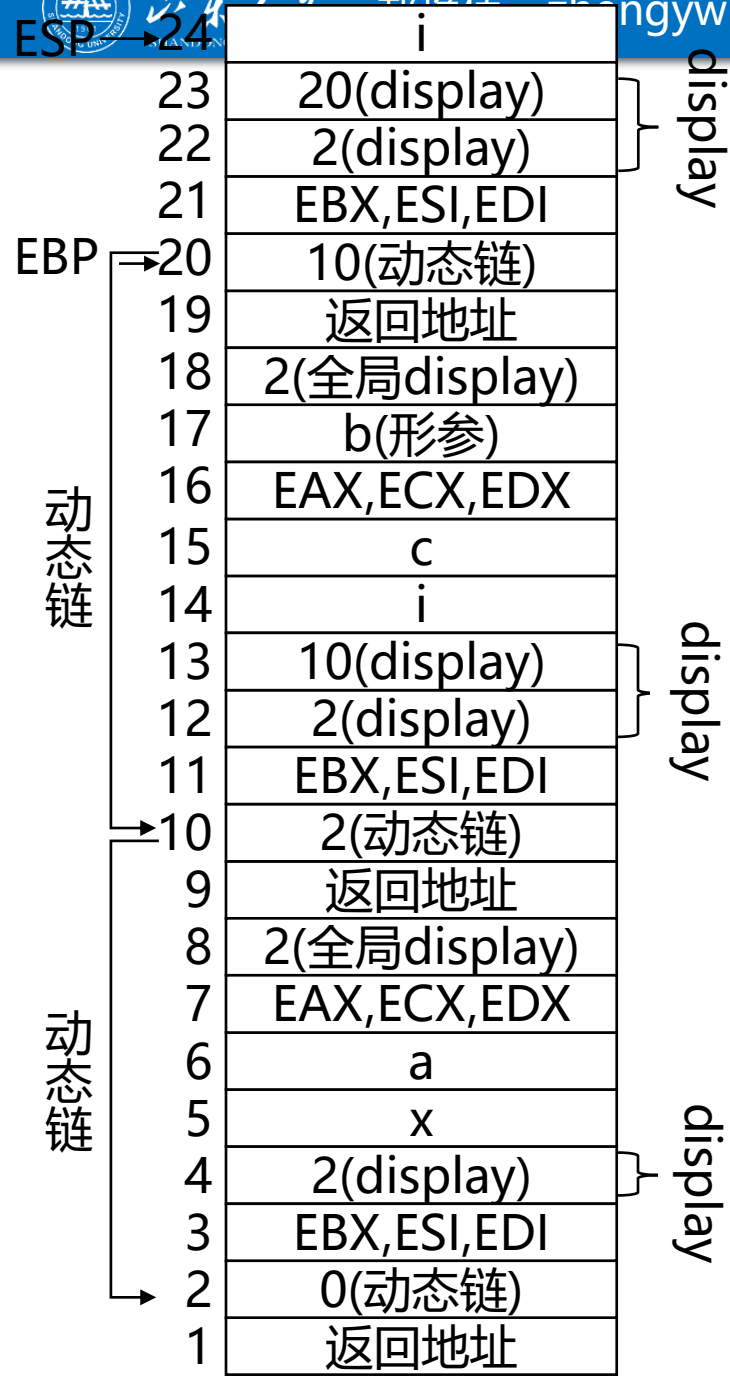 ESP 24 i
23 20(display)
22 2(display)
display
21 EBX,ESI,EDI
EBP 20 10(动态链)
19 返回地址
18 2(全局display)
17 b(形参)
16 EAX,ECX,EDX
动态链
15 c
14 i
13 10(display)
12 2(display)
display
11 EBX,ESI,EDI
10 2(动态链)
9 返回地址
8 2(全局display)
7 EAX,ECX,EDX
动态链
6 a
5 x
4 2(display)
display
3 EBX,ESI,EDI
2 0(动态链)
1 返回地址